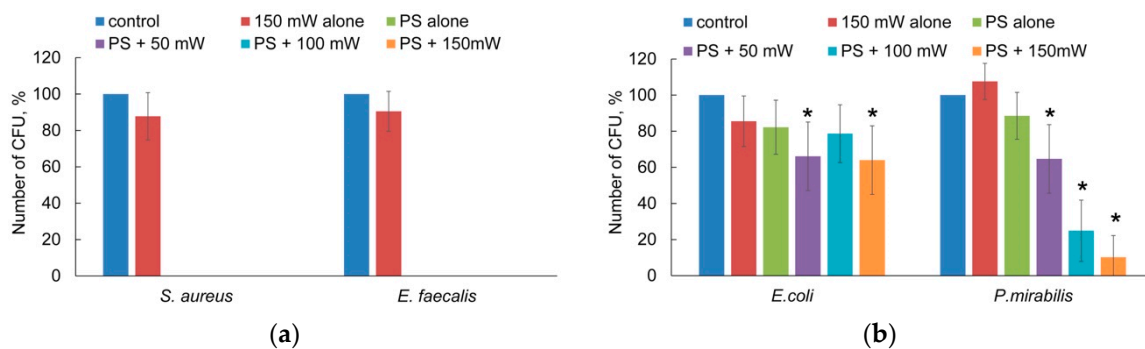 control 150 mW alone PS alone
PS + 50 mW PS + 100 mW PS + 150mW
Number of CFU, %
120
100
80
60
40
20
0
S. aureus E. faecalis
(a)
control 150 mW alone PS alone
PS + 50 mW PS + 100 mW PS + 150mW
Number of CFU, %
120
100
80
60
40
20
0
* * * * *
E.coli P.mirabilis
(b)